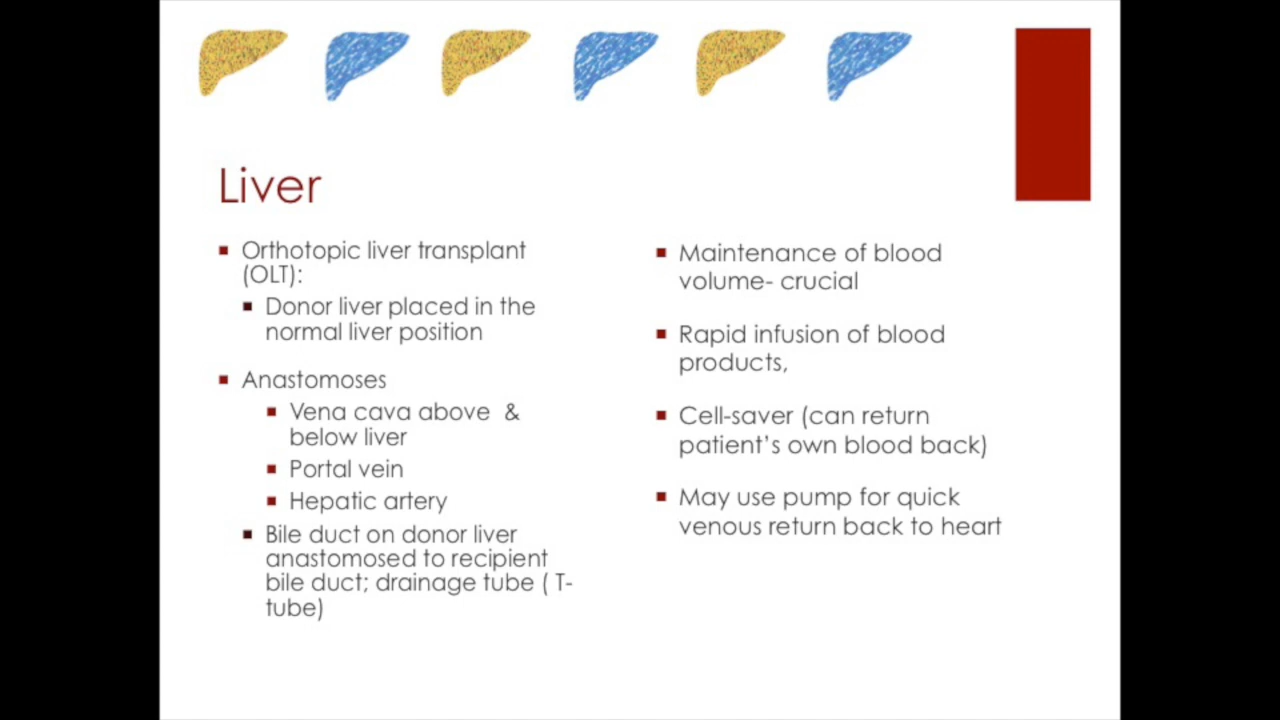 Liver
Orthotopic liver transplant
(OLT):
Donor liver placed in the
normal liver position
Anastomoses
Vena cava above & 
below liver
Portal vein
Hepatic artery
Bile duct on donor liver
anastomosed to recipient
bile duct; drainage tube ( T-
tube)
Maintenance of blood
volume- crucial
Rapid infusion of blood
products,
Cell-saver (can return
patient's own blood back)
May use pump for quick
venous return back to heart